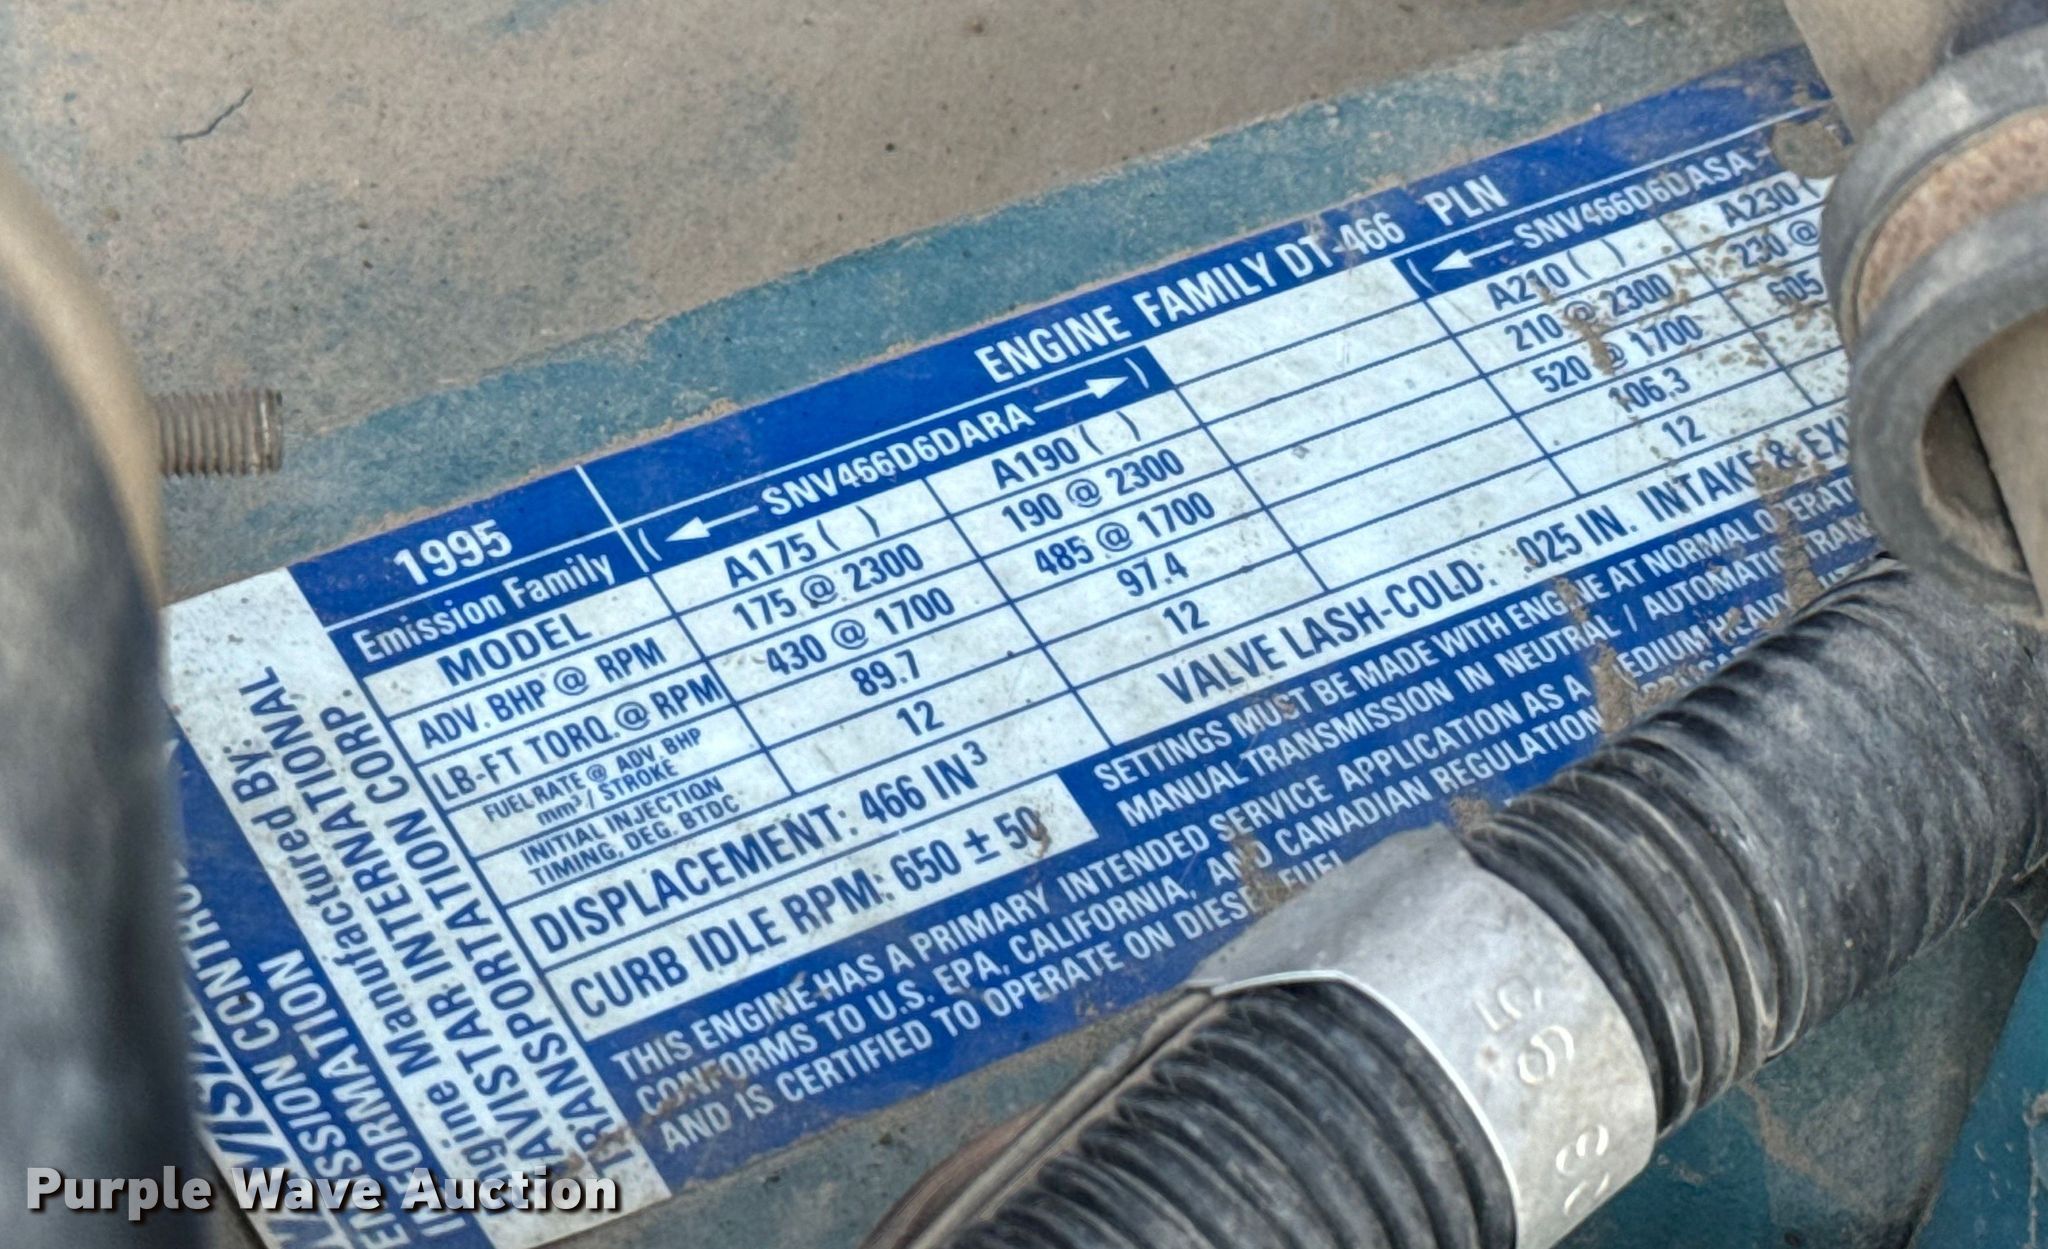 ENGINE FAMILY DT-466 PLN
1995
Emission Family (← SNV466D6DARA →) (← SNV466D6DASA
MODEL A175 ( ) A190 ( ) A210 ( ) A230 (
ADV. BHP @ RPM 175 @ 2300 190 @ 2300 210 @ 2300 230 @
LB-FT TORQ. @ RPM 430 @ 1700 485 @ 1700 520 @ 1700 605
FUEL RATE @ ADV. BHP
mm³ / STROKE 89.7 97.4 106.3
INITIAL INJECTION
TIMING, DEG. BTDC 12 12 12
DISPLACEMENT: 466 IN³
VALVE LASH-COLD: .025 IN. INTAKE &
CURB IDLE RPM: 650 ± 50
SETTINGS MUST BE MADE WITH ENGINE AT NORMAL
MANUAL TRANSMISSION IN NEUTRAL / AUTOMATIC
THIS ENGINE HAS A PRIMARY INTENDED SERVICE APPLICATION AS A
CONFORMS TO U.S. EPA, CALIFORNIA, AND CANADIAN
AND IS CERTIFIED TO OPERATE ON DIESEL FUEL
Engine Manufactured By:
NAVISTAR INTERNATIONAL
TRANSPORTATION CORP
EMISSION CONTROL
INFORMATION
Purple Wave Auction